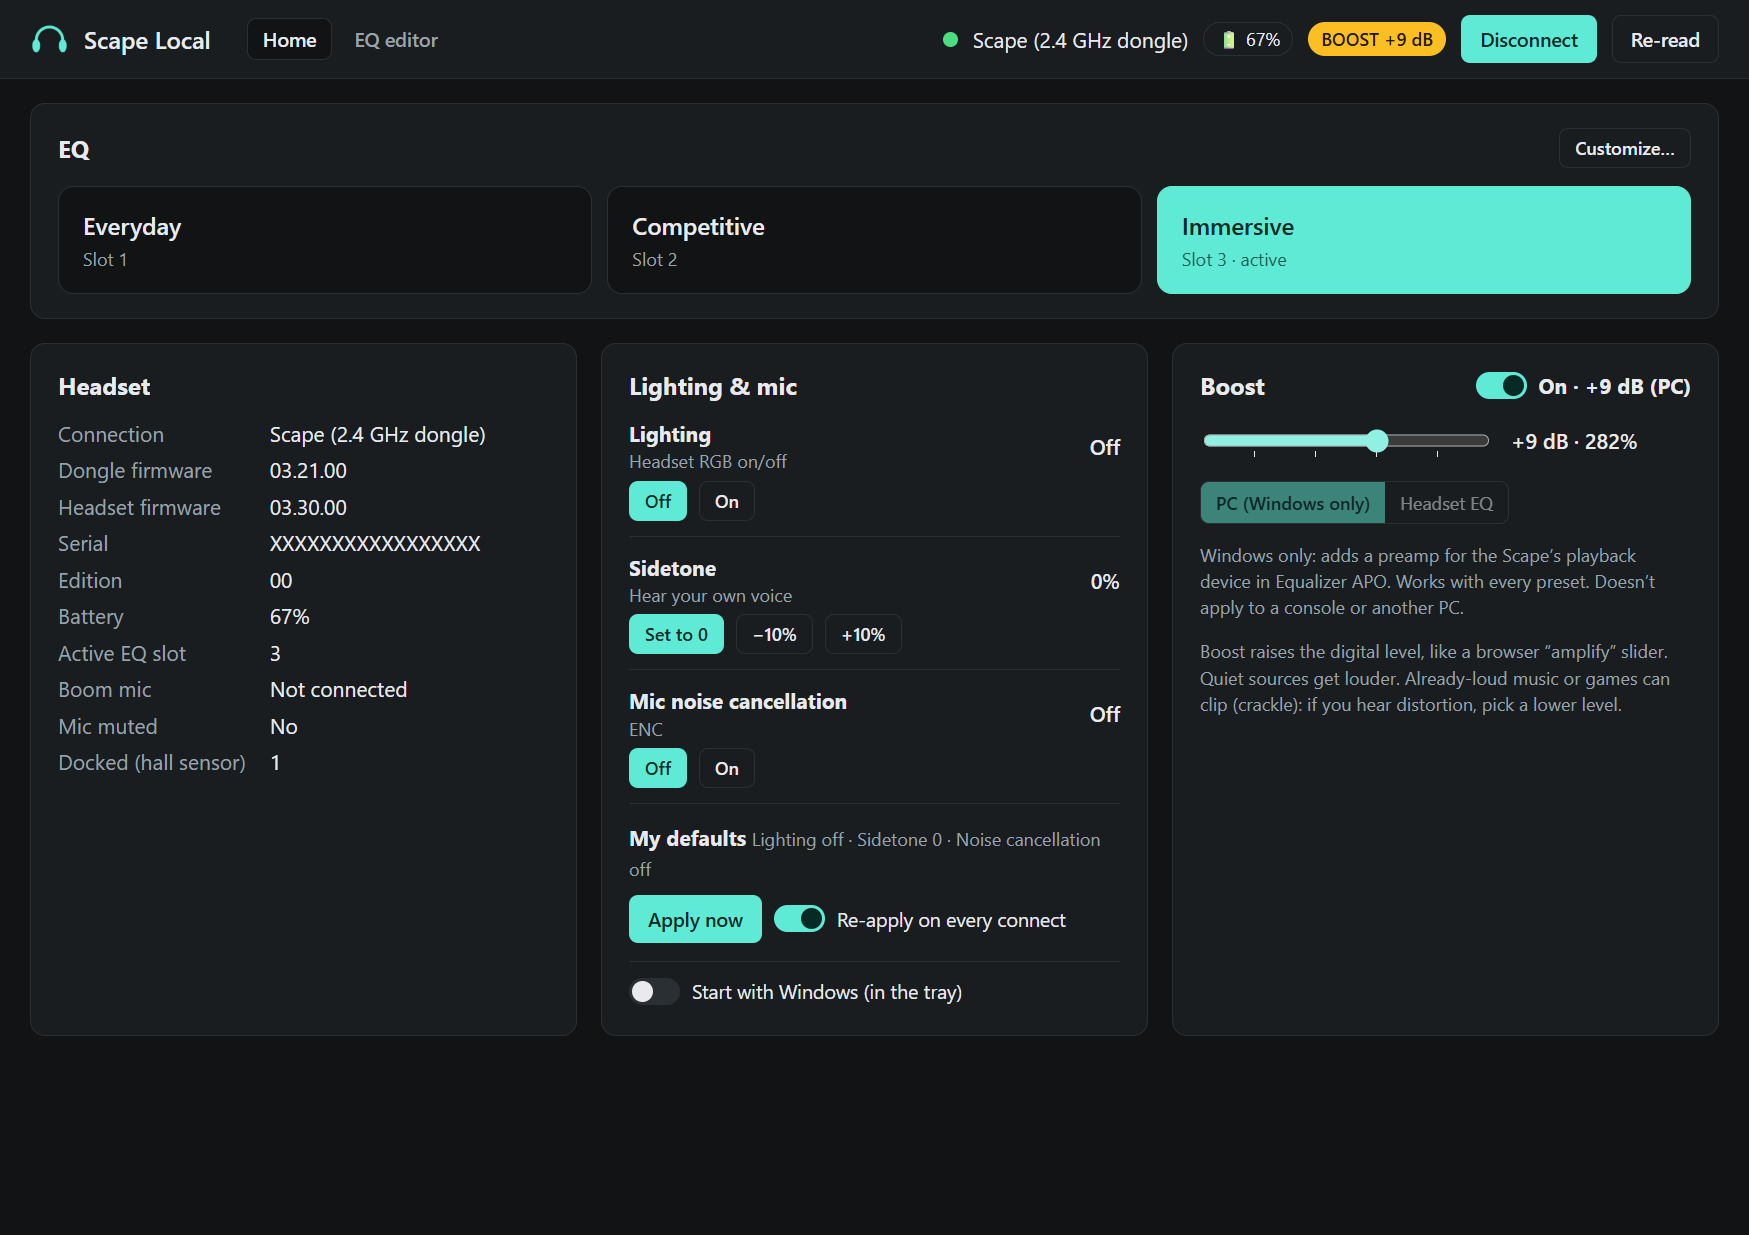 Scape Local
Home
EQ editor
Scape (2.4 GHz dongle)
67%
BOOST +9 dB
Disconnect
Re-read
EQ
Customize...
Everyday
Slot 1
Competitive
Slot 2
Immersive
Slot 3 · active
Headset
Connection Scape (2.4 GHz dongle)
Dongle firmware 03.21.00
Headset firmware 03.30.00
Serial XXXXXXXXXXXXXXXXX
Edition 00
Battery 67%
Active EQ slot 3
Boom mic Not connected
Mic muted No
Docked (hall sensor) 1
Lighting & mic
Lighting
Headset RGB on/off
Off
Off On
Sidetone
Hear your own voice
0%
Set to 0 −10% +10%
Mic noise cancellation
ENC
Off
Off On
My defaults Lighting off · Sidetone 0 · Noise cancellation
off
Apply now Re-apply on every connect
Start with Windows (in the tray)
Boost
On · +9 dB (PC)
+9 dB · 282%
PC (Windows only) Headset EQ
Windows only: adds a preamp for the Scape’s playback
device in Equalizer APO. Works with every preset. Doesn’t
apply to a console or another PC.
Boost raises the digital level, like a browser “amplify” slider.
Quiet sources get louder. Already-loud music or games can
clip (crackle): if you hear distortion, pick a lower level.